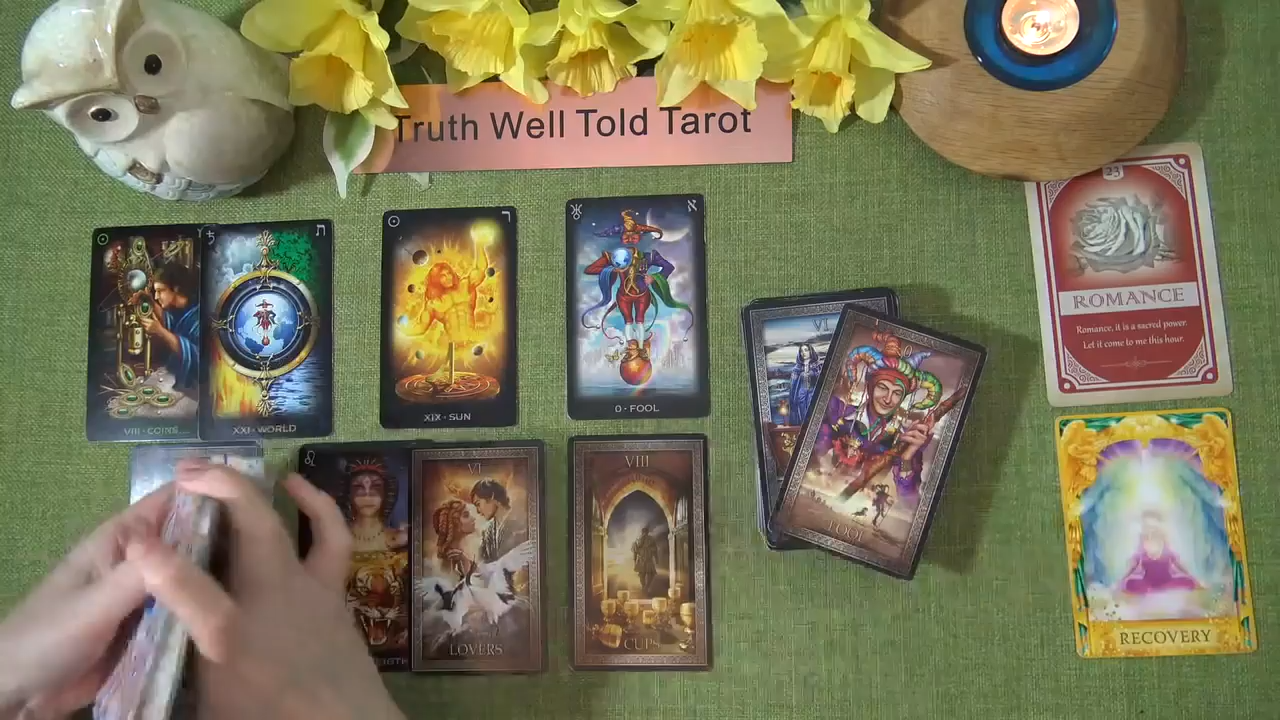 Truth Well Told Tarot
23
ROMANCE
Romance, it is a sacred power.
Let it come to me this hour.
VIII · COINS
XXI · WORLD
XIX · SUN
0 · FOOL
VI
0
FOOL
VI
LOVERS
VIII
CUPS
RECOVERY